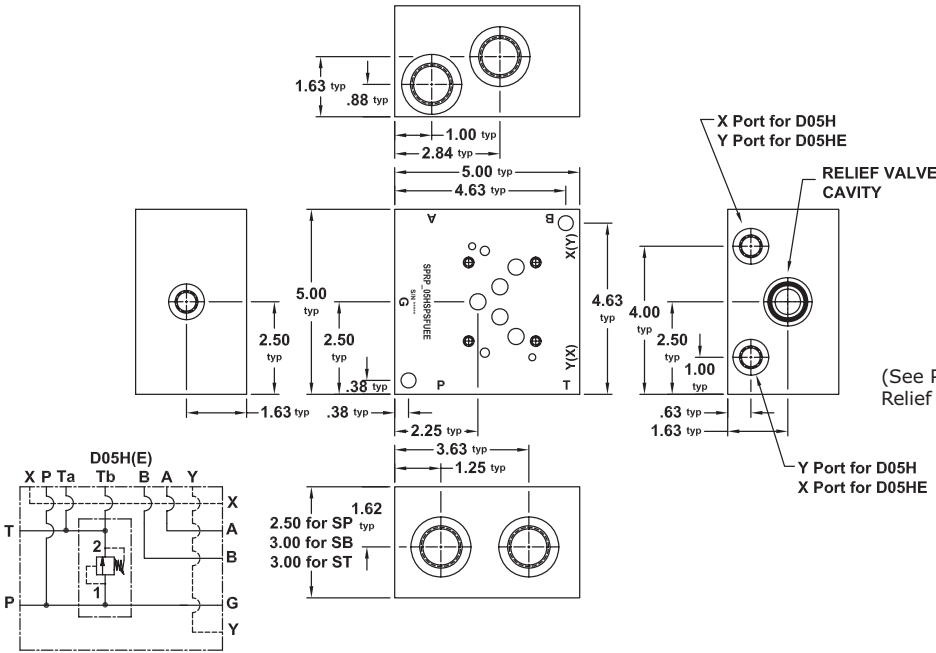 1.63 typ
.88 typ
1.00 typ
2.84 typ
5.00 typ
4.63 typ
X Port for D05H
Y Port for D05HE
RELIEF VALVE
CAVITY
A
B
X(Y)
SPRP_05HSPSFUEE
S/N *****
G
Y(X)
P
T
2.50
typ
1.63 typ
5.00
typ
2.50
typ
.38 typ
.38 typ
2.25 typ
4.63
typ
4.00
typ
2.50
typ
1.00
typ
.63 typ
1.63 typ
(See P
Relief
3.63 typ
1.25 typ
Y Port for D05H
X Port for D05HE
1.62
typ
2.50 for SP
3.00 for SB
3.00 for ST
D05H(E)
X P Ta Tb B A Y
X
T
A
B
2
1
P
G
Y